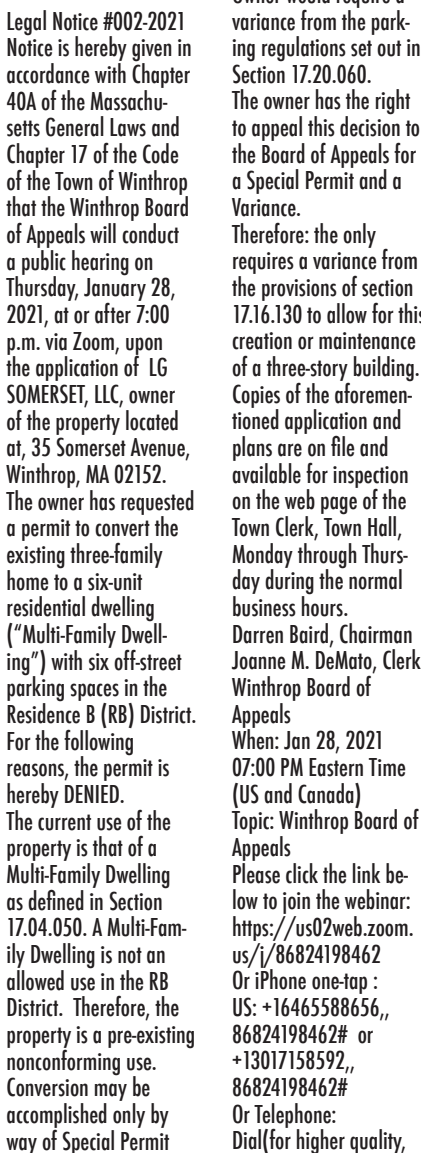 Legal Notice #002-2021
Notice is hereby given in
accordance with Chapter
40A of the Massachu-
setts General Laws and
Chapter 17 of the Code
of the Town of Winthrop
that the Winthrop Board
of Appeals will conduct
a public hearing on
Thursday, January 28,
2021, at or after 7:00
p.m. via Zoom, upon
the application of  LG
SOMERSET, LLC, owner
of the property located
at, 35 Somerset Avenue,
Winthrop, MA 02152.
The owner has requested
a permit to convert the
existing three-family
home to a six-unit
residential dwelling
(“Multi-Family Dwell-
ing”) with six off-street
parking spaces in the
Residence B (RB) District.
For the following
reasons, the permit is
hereby DENIED.
The current use of the
property is that of a
Multi-Family Dwelling
as defined in Section
17.04.050. A Multi-Fam-
ily Dwelling is not an
allowed use in the RB
District.  Therefore, the
property is a pre-existing
nonconforming use.
Conversion may be
accomplished only by
way of Special Permit
Owner would require a
variance from the park-
ing regulations set out in
Section 17.20.060.
The owner has the right
to appeal this decision to
the Board of Appeals for
a Special Permit and a
Variance.
Therefore: the only
requires a variance from
the provisions of section
17.16.130 to allow for this
creation or maintenance
of a three-story building.
Copies of the aforemen-
tioned application and
plans are on file and
available for inspection
on the web page of the
Town Clerk, Town Hall,
Monday through Thurs-
day during the normal
business hours.
Darren Baird, Chairman
Joanne M. DeMato, Clerk
Winthrop Board of
Appeals
When: Jan 28, 2021
07:00 PM Eastern Time
(US and Canada)
Topic: Winthrop Board of
Appeals
Please click the link be-
low to join the webinar:
https://us02web.zoom.
us/j/86824198462
Or iPhone one-tap :
US: +16465588656,,
86824198462#  or
+13017158592,,
86824198462#
Or Telephone:
Dial(for higher quality,